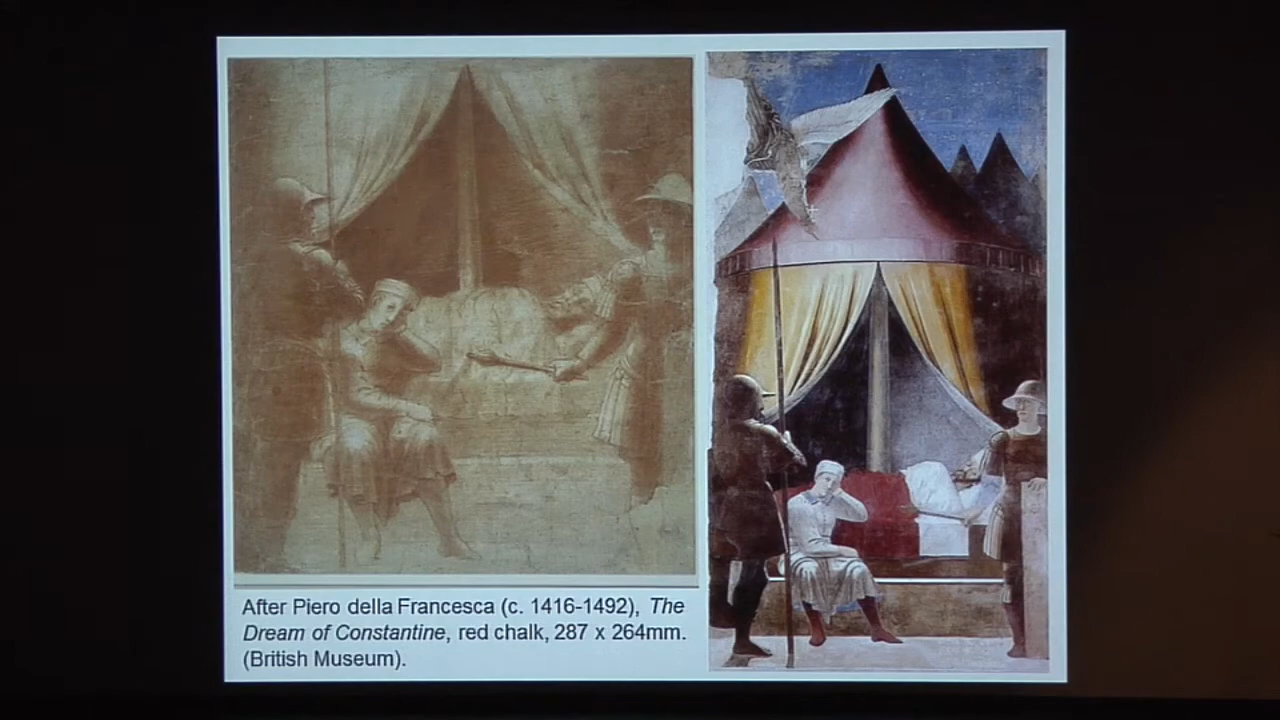 After Piero della Francesca (c. 1416-1492), The
Dream of Constantine, red chalk, 287 x 264mm.
(British Museum).